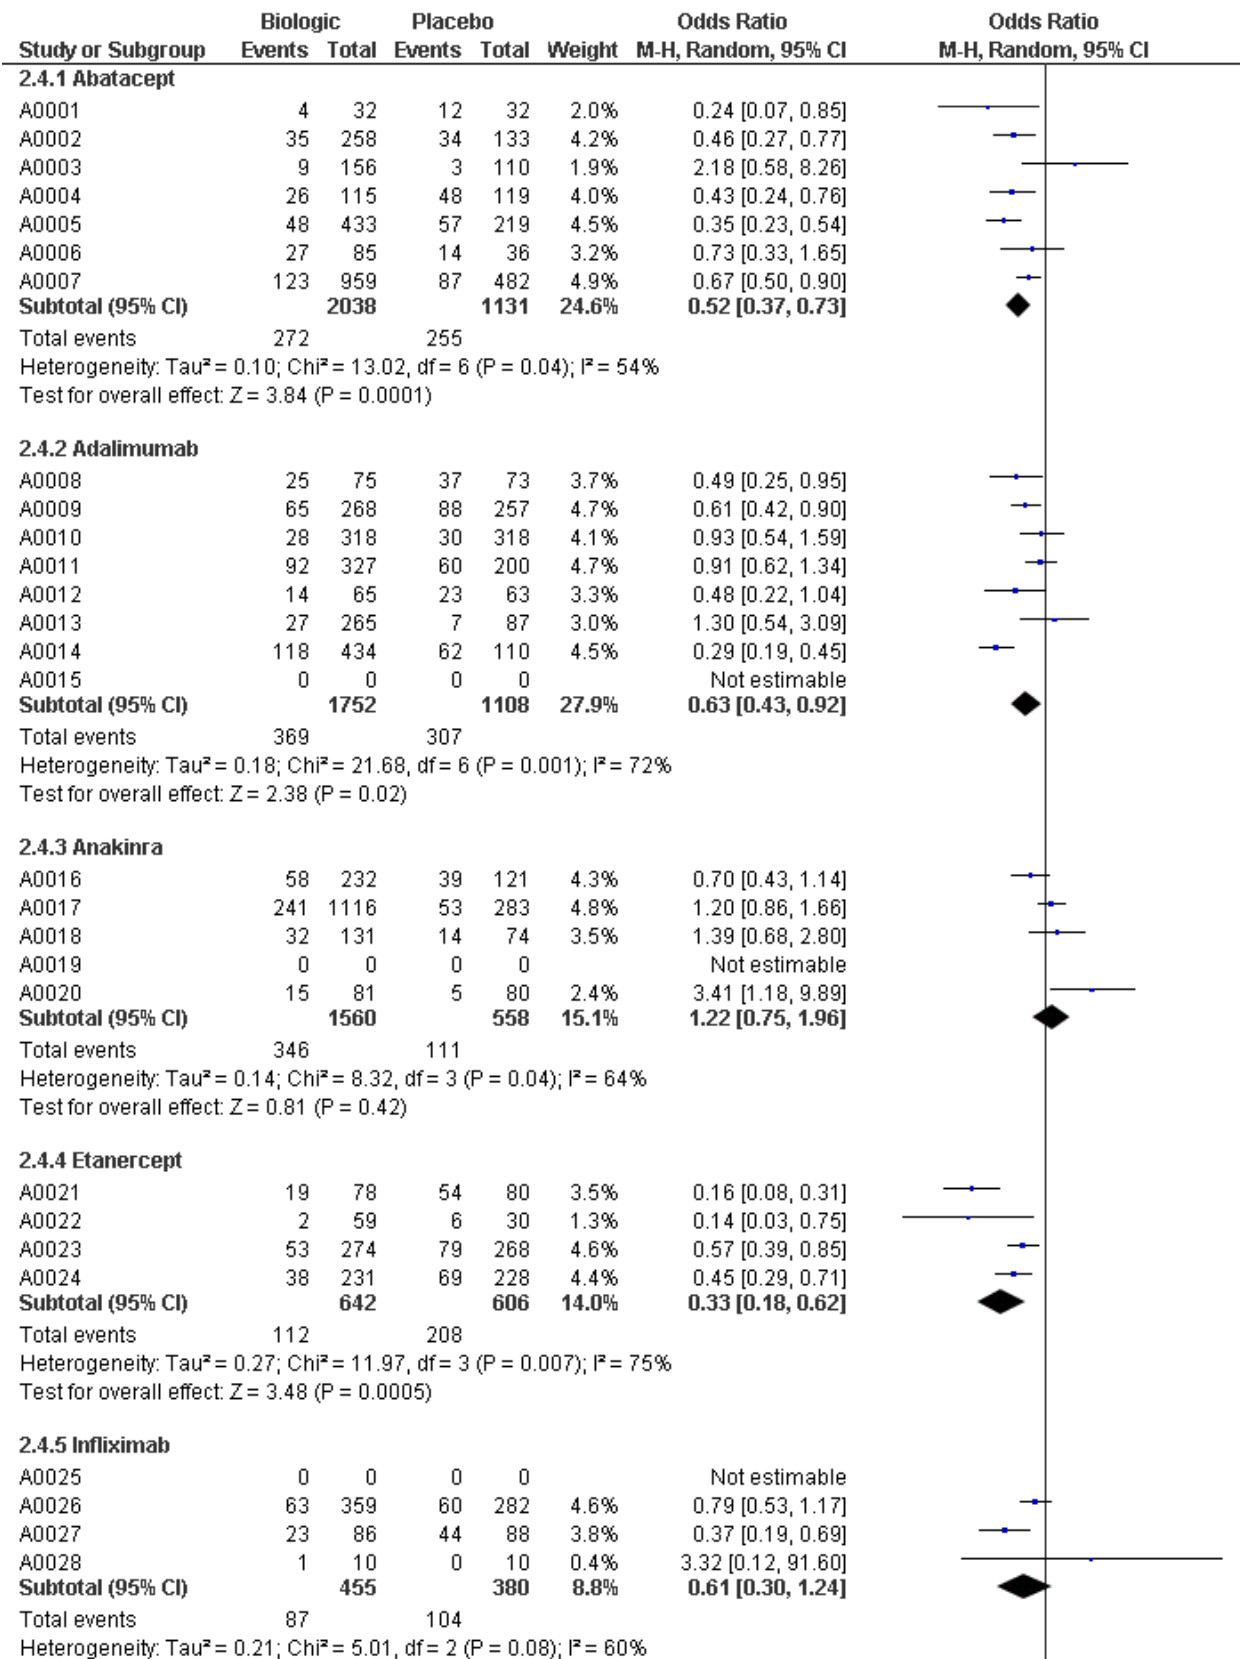 Biologic Placebo Odds Ratio Odds Ratio
Study or Subgroup Events Total Events Total Weight M-H, Random, 95% CI M-H, Random, 95% CI
2.4.1 Abatacept
A0001 4 32 12 32 2.0% 0.24 [0.07, 0.85]
A0002 35 258 34 133 4.2% 0.46 [0.27, 0.77]
A0003 9 156 3 110 1.9% 2.18 [0.58, 8.26]
A0004 26 115 48 119 4.0% 0.43 [0.24, 0.76]
A0005 48 433 57 219 4.5% 0.35 [0.23, 0.54]
A0006 27 85 14 36 3.2% 0.73 [0.33, 1.65]
A0007 123 959 87 482 4.9% 0.67 [0.50, 0.90]
Subtotal (95% CI) 2038 1131 24.6% 0.52 [0.37, 0.73]
Total events 272 255
Heterogeneity: Tau² = 0.10; Chi² = 13.02, df = 6 (P = 0.04); I² = 54%
Test for overall effect: Z = 3.84 (P = 0.0001)
2.4.2 Adalimumab
A0008 25 75 37 73 3.7% 0.49 [0.25, 0.95]
A0009 65 268 88 257 4.7% 0.61 [0.42, 0.90]
A0010 28 318 30 318 4.1% 0.93 [0.54, 1.59]
A0011 92 327 60 200 4.7% 0.91 [0.62, 1.34]
A0012 14 65 23 63 3.3% 0.48 [0.22, 1.04]
A0013 27 265 7 87 3.0% 1.30 [0.54, 3.09]
A0014 118 434 62 110 4.5% 0.29 [0.19, 0.45]
A0015 0 0 0 0 Not estimable
Subtotal (95% CI) 1752 1108 27.9% 0.63 [0.43, 0.92]
Total events 369 307
Heterogeneity: Tau² = 0.18; Chi² = 21.68, df = 6 (P = 0.001); I² = 72%
Test for overall effect: Z = 2.38 (P = 0.02)
2.4.3 Anakinra
A0016 58 232 39 121 4.3% 0.70 [0.43, 1.14]
A0017 241 1116 53 283 4.8% 1.20 [0.86, 1.66]
A0018 32 131 14 74 3.5% 1.39 [0.68, 2.80]
A0019 0 0 0 0 Not estimable
A0020 15 81 5 80 2.4% 3.41 [1.18, 9.89]
Subtotal (95% CI) 1560 558 15.1% 1.22 [0.75, 1.96]
Total events 346 111
Heterogeneity: Tau² = 0.14; Chi² = 8.32, df = 3 (P = 0.04); I² = 64%
Test for overall effect: Z = 0.81 (P = 0.42)
2.4.4 Etanercept
A0021 19 78 54 80 3.5% 0.16 [0.08, 0.31]
A0022 2 59 6 30 1.3% 0.14 [0.03, 0.75]
A0023 53 274 79 268 4.6% 0.57 [0.39, 0.85]
A0024 38 231 69 228 4.4% 0.45 [0.29, 0.71]
Subtotal (95% CI) 642 606 14.0% 0.33 [0.18, 0.62]
Total events 112 208
Heterogeneity: Tau² = 0.27; Chi² = 11.97, df = 3 (P = 0.007); I² = 75%
Test for overall effect: Z = 3.48 (P = 0.0005)
2.4.5 Infliximab
A0025 0 0 0 0 Not estimable
A0026 63 359 60 282 4.6% 0.79 [0.53, 1.17]
A0027 23 86 44 88 3.8% 0.37 [0.19, 0.69]
A0028 1 10 0 10 0.4% 3.32 [0.12, 91.60]
Subtotal (95% CI) 455 380 8.8% 0.61 [0.30, 1.24]
Total events 87 104
Heterogeneity: Tau² = 0.21; Chi² = 5.01, df = 2 (P = 0.08); I² = 60%